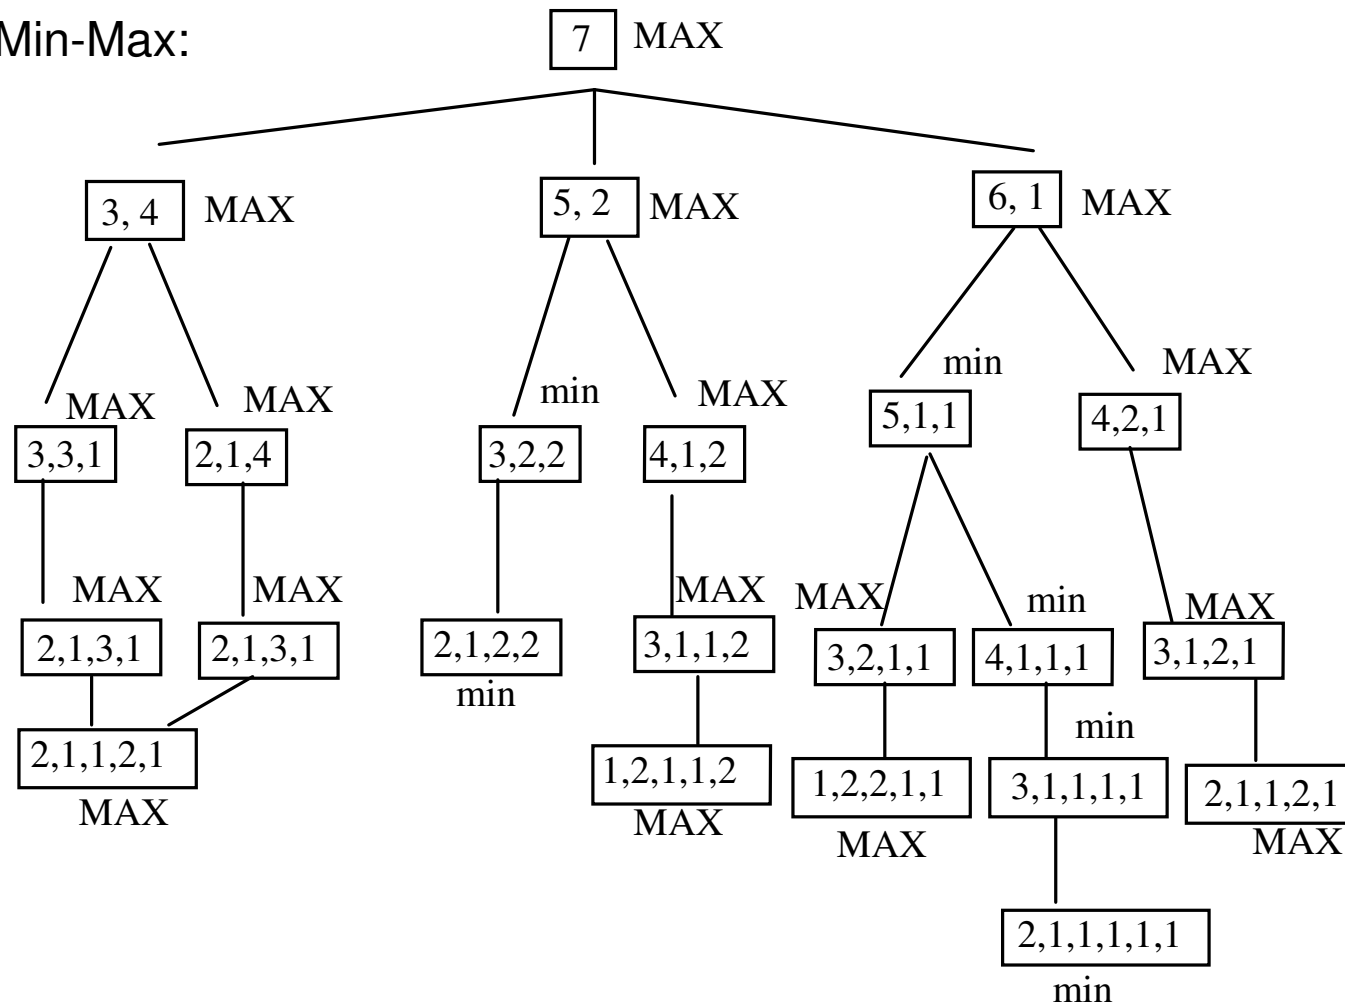 Min-Max:
7 MAX
3, 4 MAX
5, 2 MAX
6, 1 MAX
MAX
MAX
min
MAX
min
MAX
3,3,1
2,1,4
3,2,2
4,1,2
5,1,1
4,2,1
MAX
MAX
MAX
MAX
min
MAX
2,1,3,1
2,1,3,1
2,1,2,2
3,1,1,2
3,2,1,1
4,1,1,1
3,1,2,1
min
min
2,1,1,2,1
1,2,1,1,2
1,2,2,1,1
3,1,1,1,1
2,1,1,2,1
MAX
MAX
MAX
MAX
2,1,1,1,1,1
min